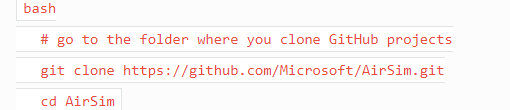 bash
# go to the folder where you clone GitHub projects
git clone https://github.com/Microsoft/AirSim.git
cd AirSim